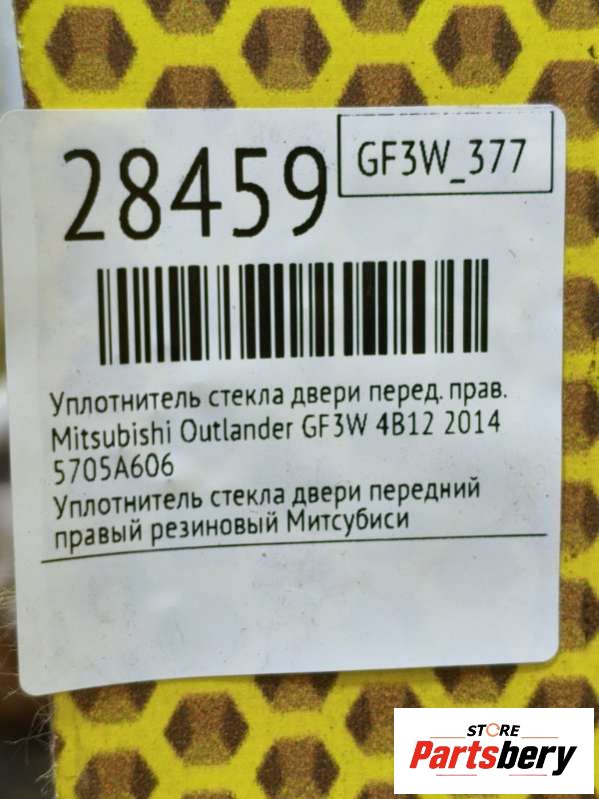 28459
GF3W_377
Уплотнитель стекла двери перед. прав.
Mitsubishi Outlander GF3W 4B12 2014
5705A606
Уплотнитель стекла двери передний
правый резиновый Митсубиси
STORE
Partsbery